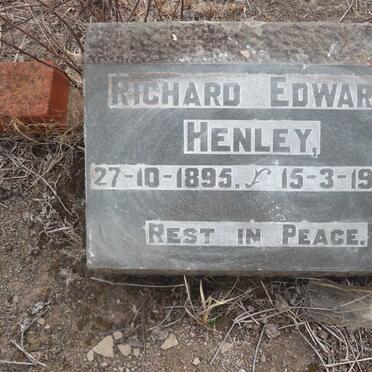 RICHARD EDWAR
HENLEY,
27-10-1895. & 15-3-19
REST IN PEACE.